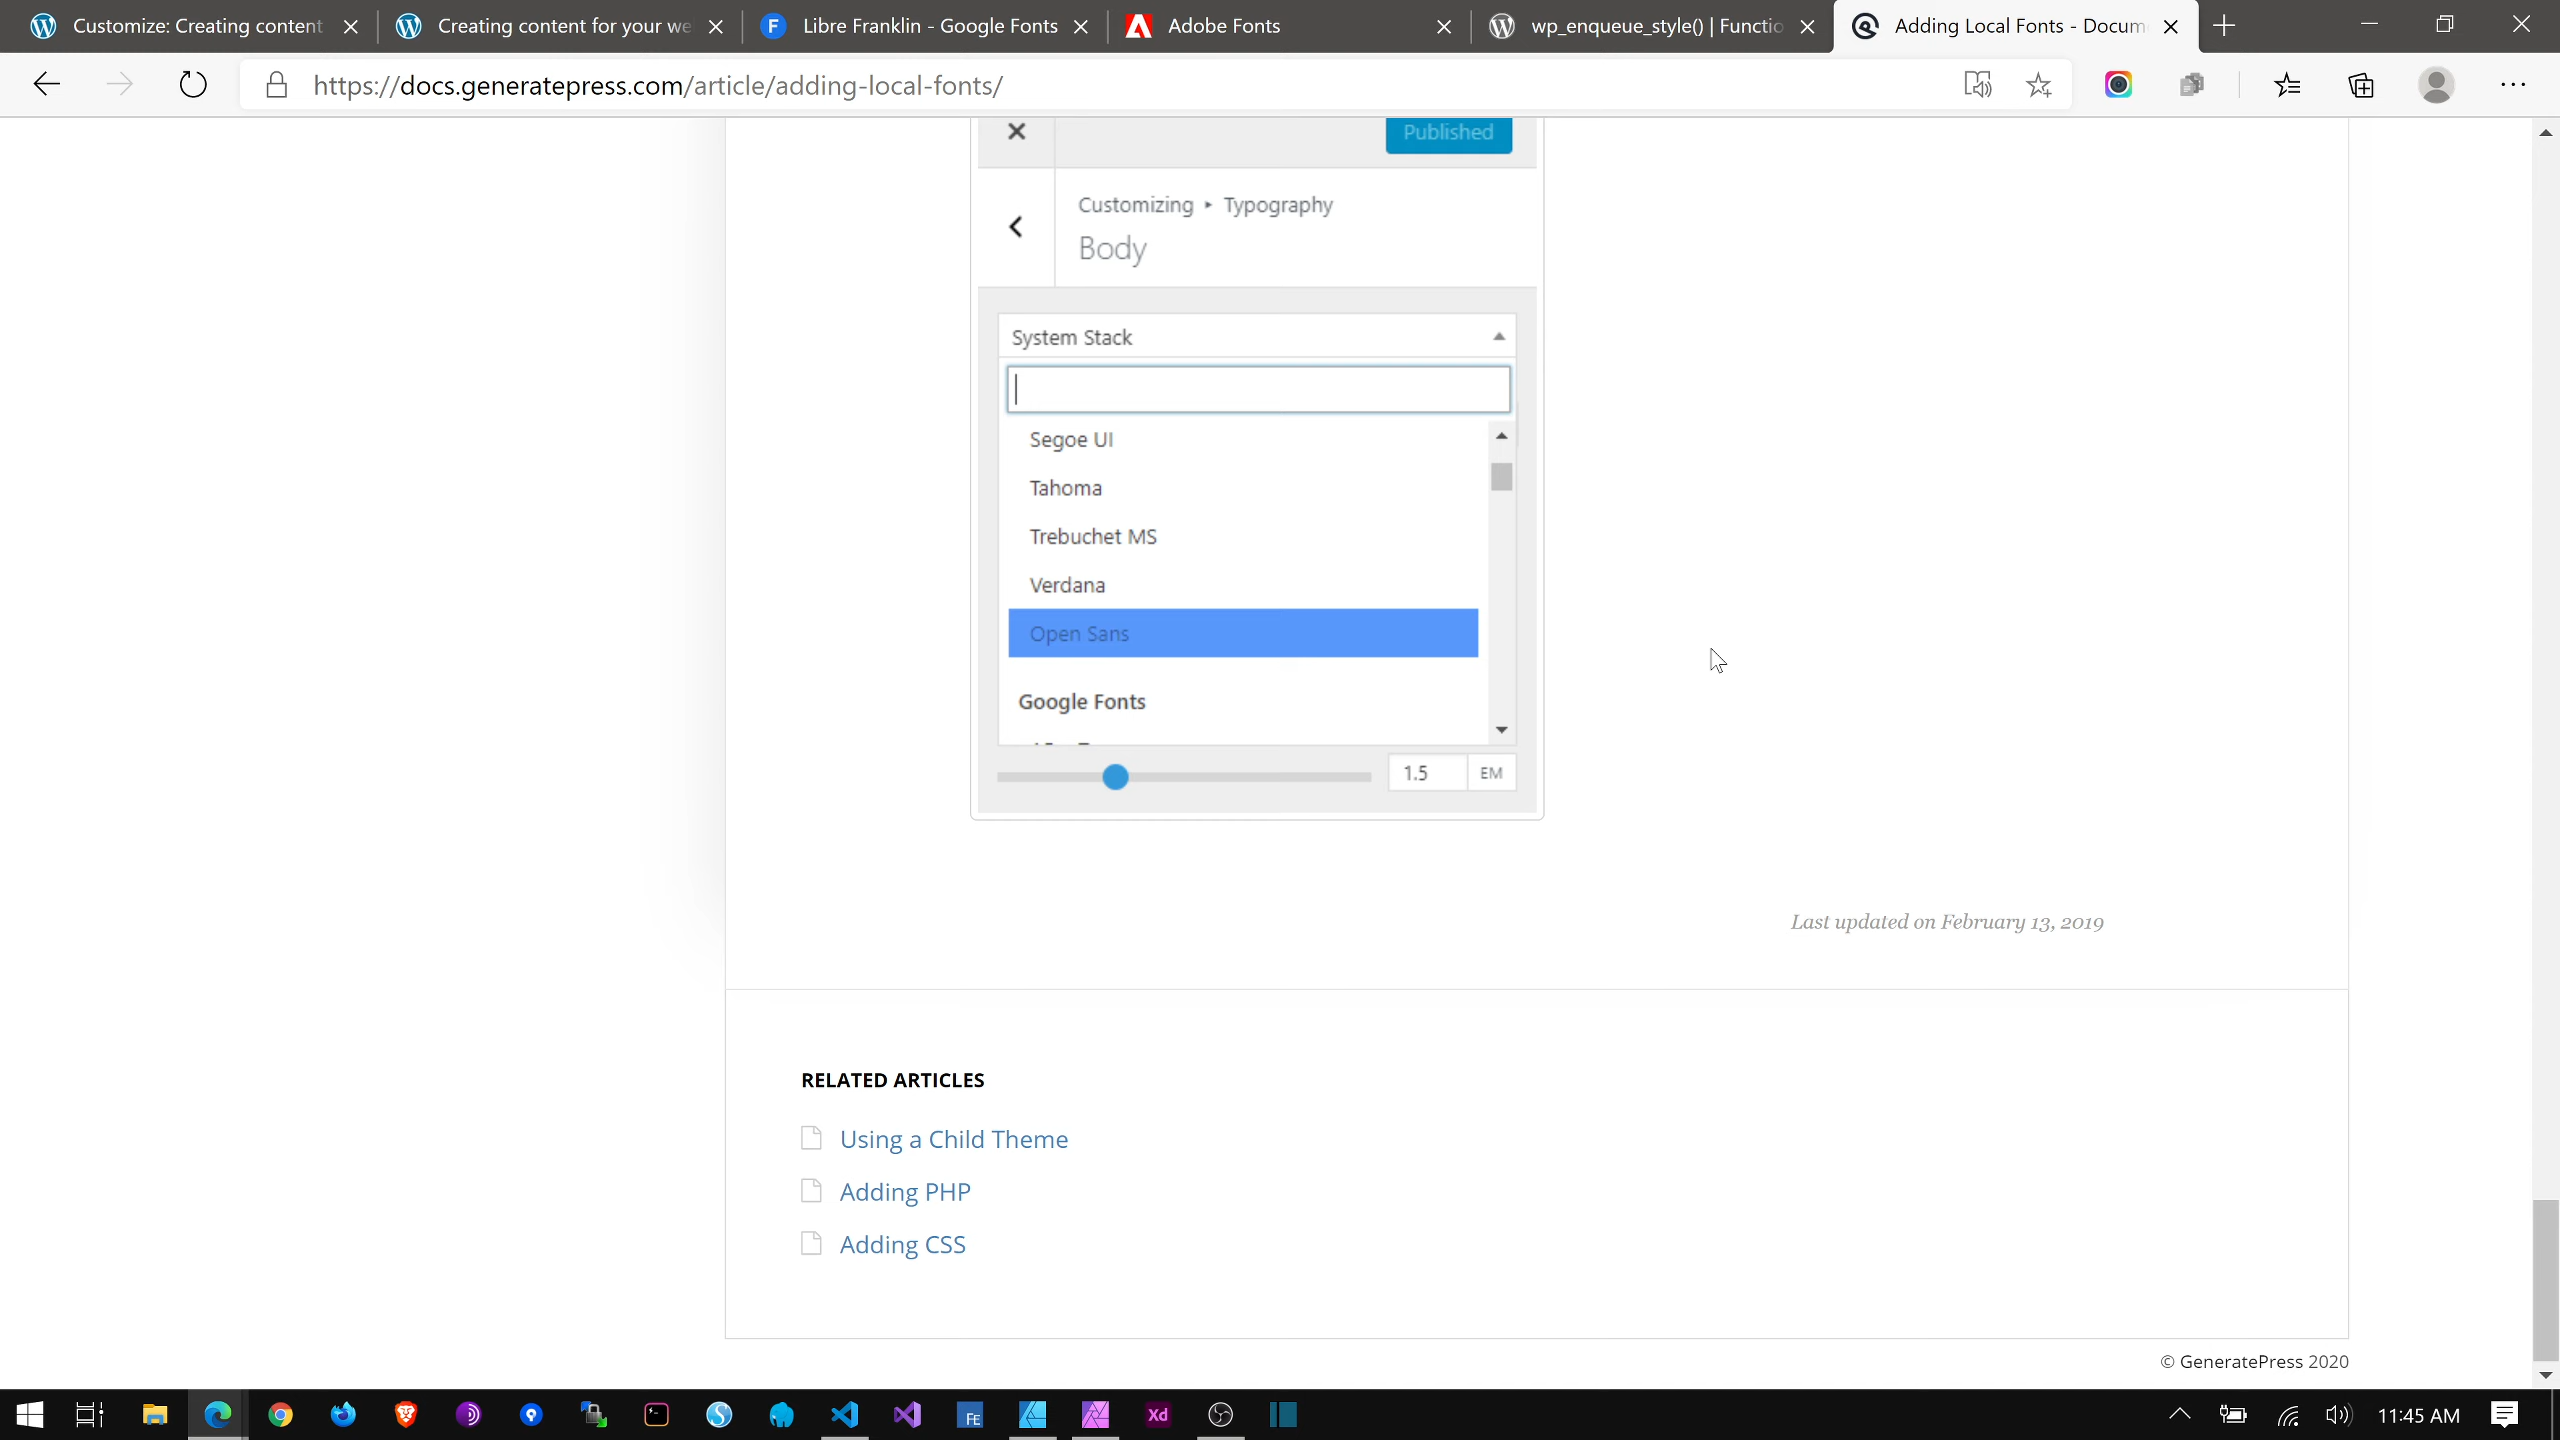 Customize: Creating content
Creating content for your we
Libre Franklin - Google Fonts
Adobe Fonts
wp_enqueue_style() | Functio
Adding Local Fonts - Docum
https://docs.generatepress.com/article/adding-local-fonts/
Published
Customizing ▸ Typography
Body
System Stack
Segoe UI
Tahoma
Trebuchet MS
Verdana
Open Sans
Google Fonts
1.5 EM
Last updated on February 13, 2019
RELATED ARTICLES
Using a Child Theme
Adding PHP
Adding CSS
© GeneratePress 2020
FE
Xd
11:45 AM